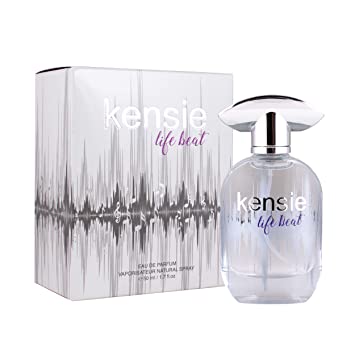 kensie
life beat
EAU DE PARFUM
VAPORISATEUR NATURAL SPRAY
50 ml / 1.7 fl oz
kensie
life beat